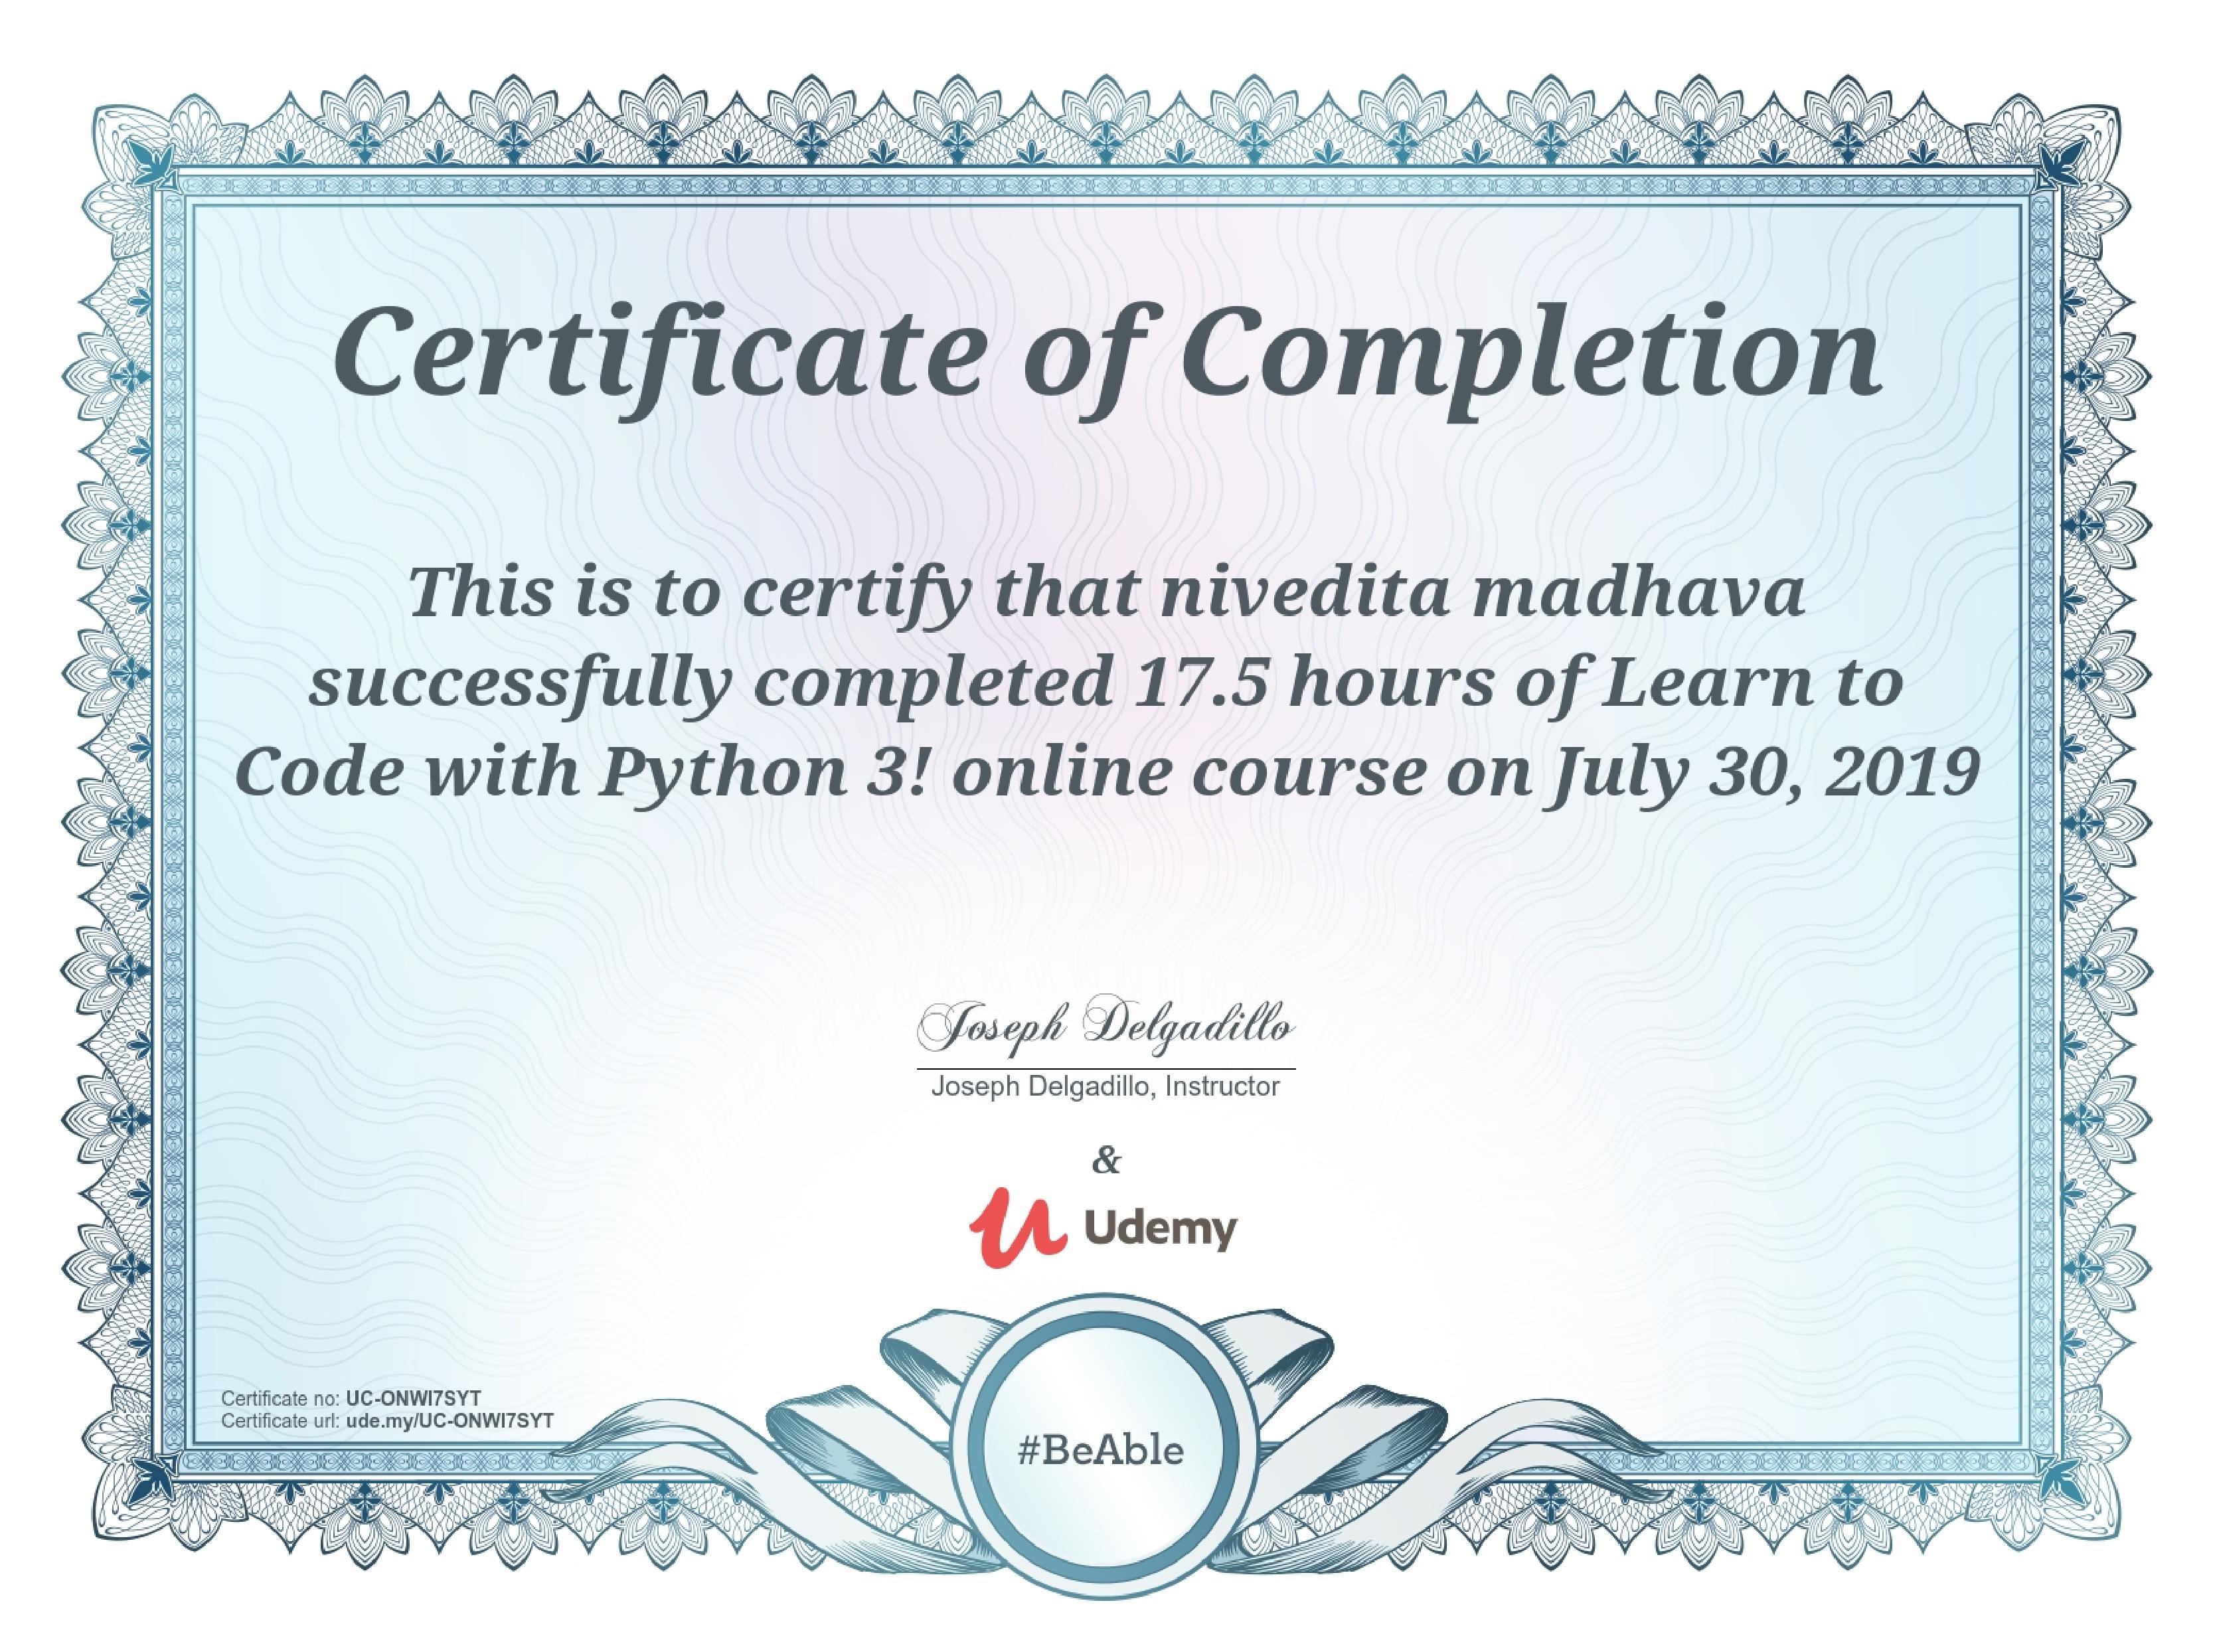 Certificate of Completion
This is to certify that nivedita madhava
successfully completed 17.5 hours of Learn to
Code with Python 3! online course on July 30, 2019
Joseph Delgadillo
Joseph Delgadillo, Instructor
&
Udemy
Certificate no: UC-ONWI7SYT
Certificate url: ude.my/UC-ONWI7SYT
#BeAble